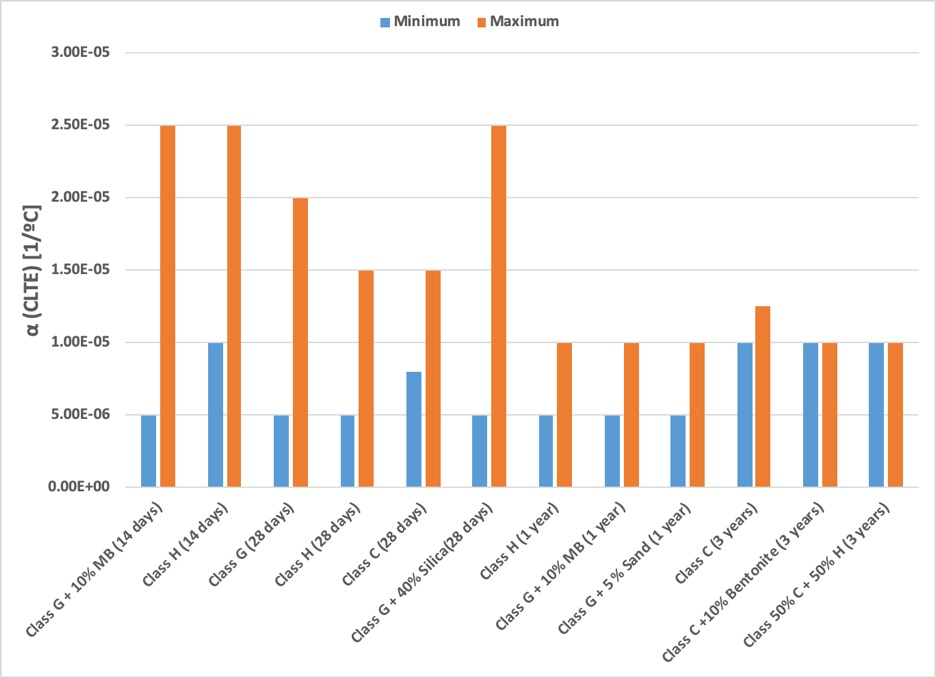 Minimum Maximum
3.00E-05
2.50E-05
2.00E-05
1.50E-05
1.00E-05
5.00E-06
0.00E+00
α (CLTE) [1/ºC]
Class G + 10% MB (14 days)
Class H (14 days)
Class G (28 days)
Class H (28 days)
Class C (28 days)
Class G + 40% Silica(28 days)
Class H (1 year)
Class G + 10% MB (1 year)
Class G + 5 % Sand (1 year)
Class C (3 years)
Class C +10% Bentonite (3 years)
Class 50% C + 50% H (3 years)